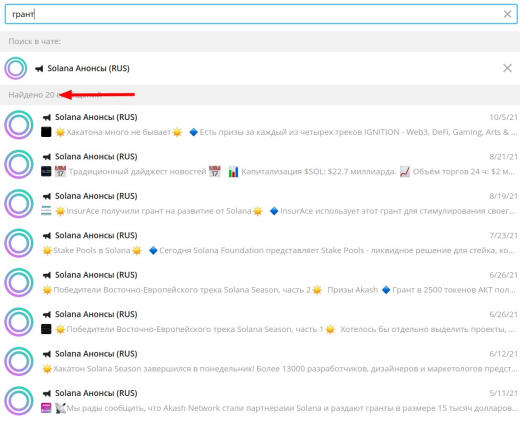 грант
Поиск в чате:
Solana Анонсы (RUS)
Найдено 20
Solana Анонсы (RUS) 10/5/21
Хакатона много не бывает Есть призы за каждый из четырех треков IGNITION - Web3, DeFi, Gaming, Arts & ...
Solana Анонсы (RUS) 8/21/21
Традиционный дайджест новостей Капитализация $SOL: $22.7 миллиарда. Объём торгов 24 ч: $2 м...
Solana Анонсы (RUS) 8/19/21
InsurAce получили грант на развитие от Solana InsurAce использует этот грант для стимулирования своег...
Solana Анонсы (RUS) 7/23/21
Stake Pools в Solana Сегодня Solana Foundation представляет Stake Pools - ликвидное решение для стейка, ко...
Solana Анонсы (RUS) 6/26/21
Победители Восточно-Европейского трека Solana Season, часть 2 Призы Akash Грант в 2500 токенов АКТ пол...
Solana Анонсы (RUS) 6/26/21
Победители Восточно-Европейского трека Solana Season, часть 1 Хотелось бы отдельно выделить проекты, ...
Solana Анонсы (RUS) 6/12/21
Хакатон Solana Season завершился в понедельник! Более 13000 разработчиков, дизайнеров и маркетологов предст...
Solana Анонсы (RUS) 5/11/21
Мы рады сообщить, что Akash Network стали партнерами Solana и раздают гранты в размере 15 тысяч долларов...